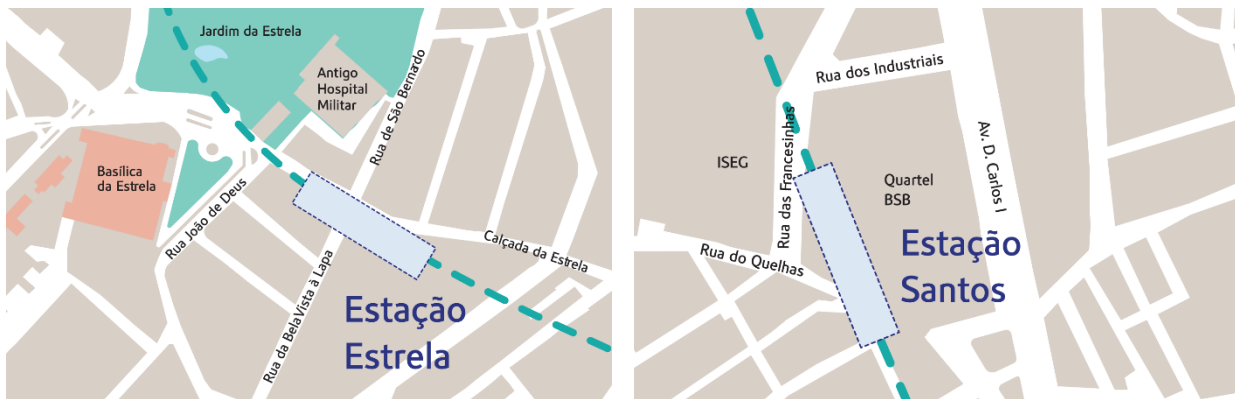 Jardim da Estrela
Antigo
Hospital
Militar
Rua de São Bernardo
Basílica
da Estrela
Rua João de Deus
Calçada da Estrela
Rua da BelaVista à Lapa
Estação
Estrela
Rua dos Industriais
Rua das Francesinhas
Av. D. Carlos I
ISEG
Quartel
BSB
Rua do Quelhas
Estação
Santos